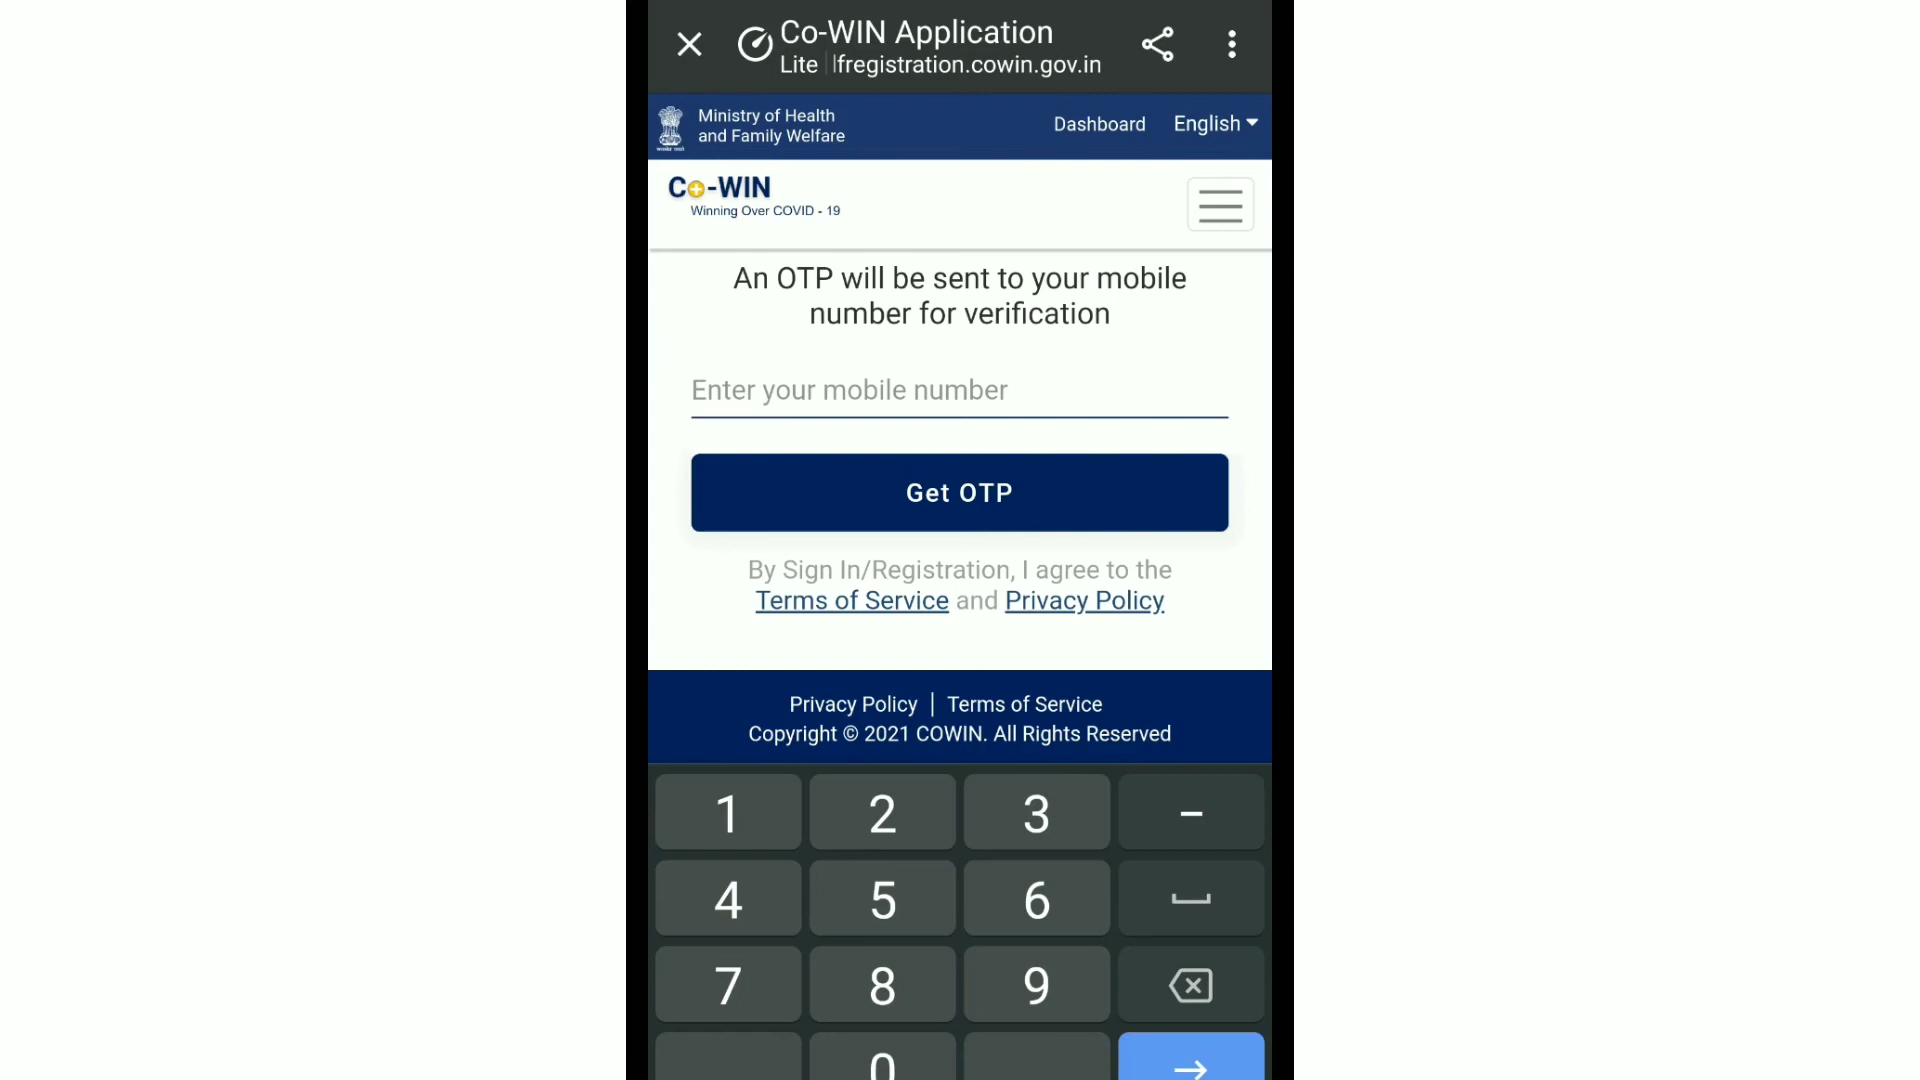 Co-WIN Application
Lite fregistration.cowin.gov.in
Ministry of Health
and Family Welfare
Dashboard
English
Co-WIN
Winning Over COVID - 19
An OTP will be sent to your mobile
number for verification
Enter your mobile number
Get OTP
By Sign In/Registration, I agree to the
Terms of Service and Privacy Policy
Privacy Policy | Terms of Service
Copyright © 2021 COWIN. All Rights Reserved
1 2 3 –
4 5 6
7 8 9
0